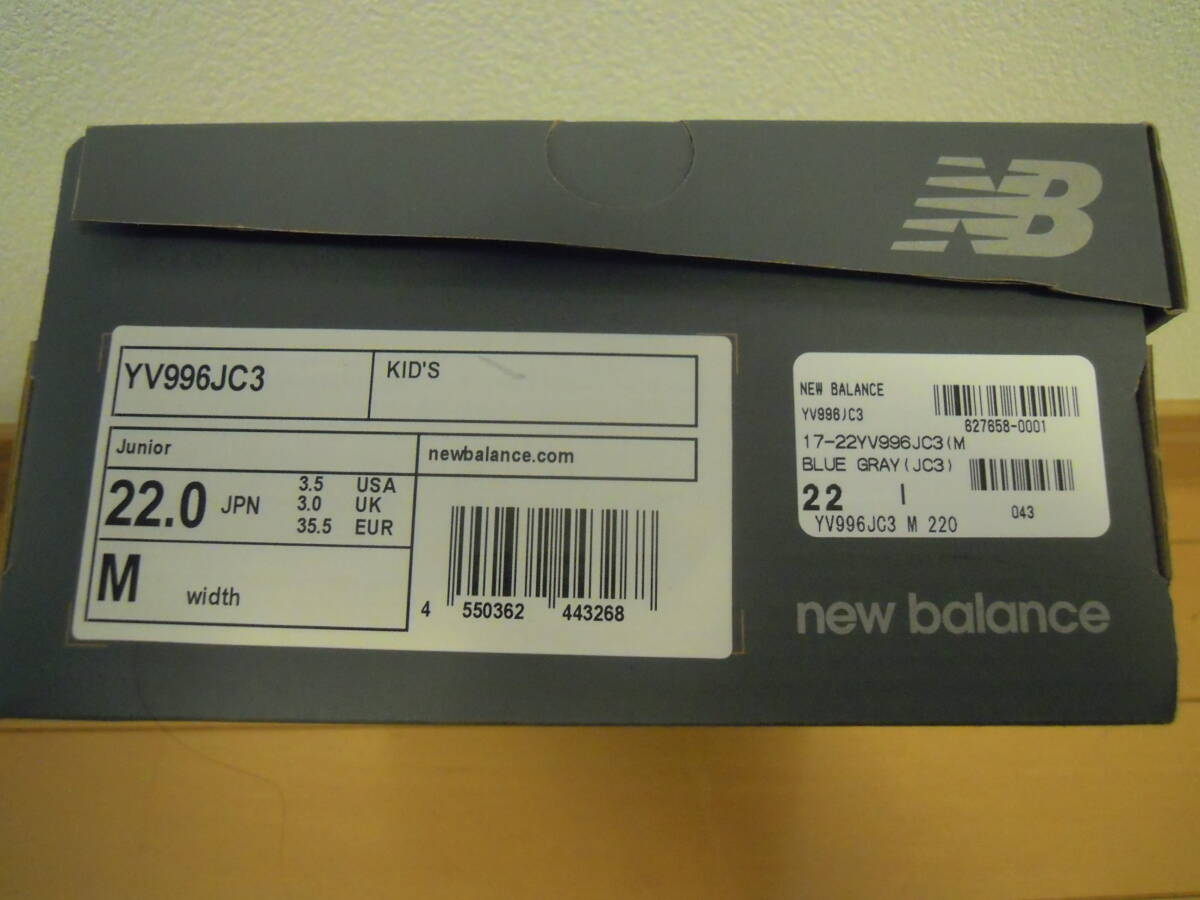 NB
YV996JC3
KID'S
Junior
newbalance.com
22.0 JPN
3.5 USA
3.0 UK
35.5 EUR
M width
4 550362 443268
NEW BALANCE
YV996JC3
627658-0001
17-22YV996JC3(M
BLUE GRAY(JC3)
22 |
043
YV996JC3 M 220
new balance